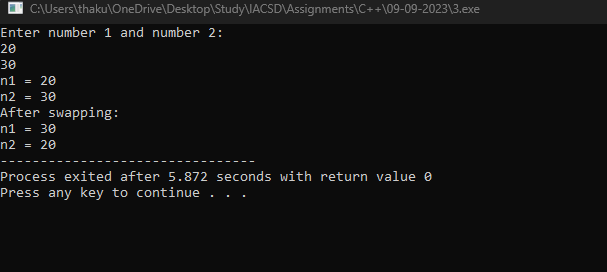 C:\Users\thaku\OneDrive\Desktop\Study\IACSD\Assignments\C++\09-09-2023\3.exe
Enter number 1 and number 2:
20
30
n1 = 20
n2 = 30
After swapping:
n1 = 30
n2 = 20
--------------------------------
Process exited after 5.872 seconds with return value 0
Press any key to continue . . .